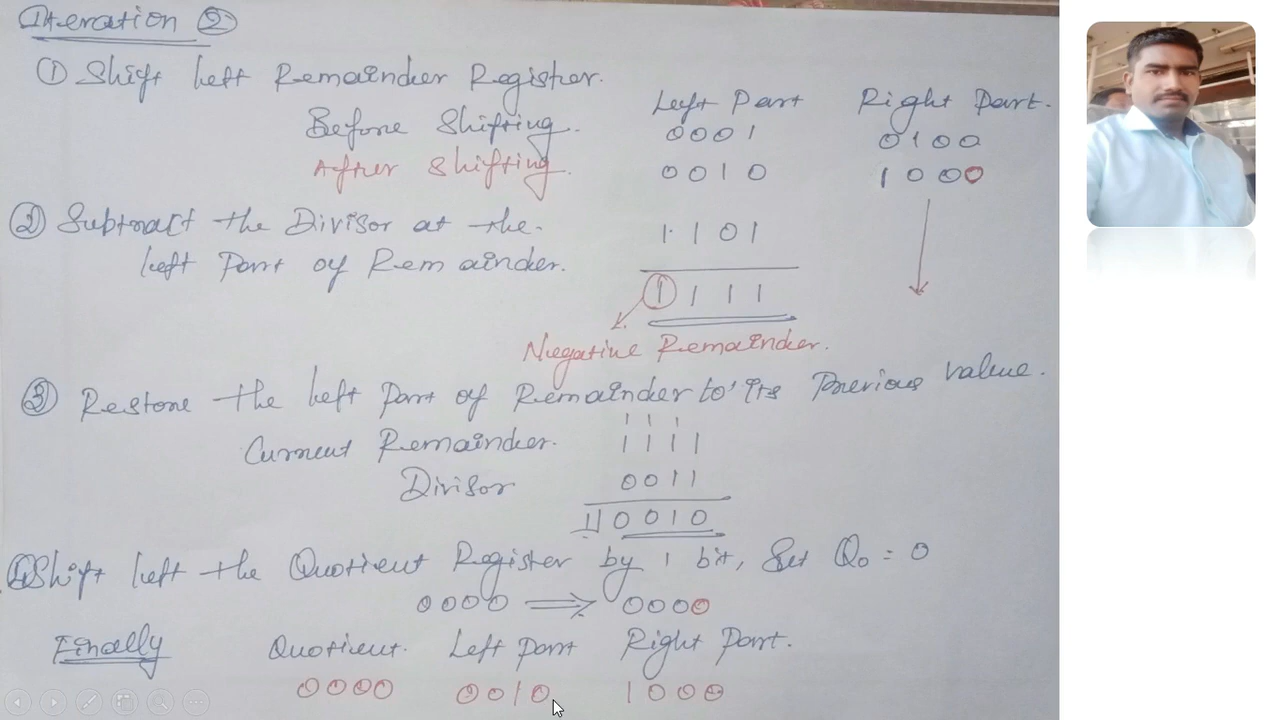 Iteration ②
① Shift left Remainder Register.
Left Part Right Part.
Before Shifting. 0001 0100
After Shifting. 0010 1000
② Subtract the Divisor at the 1101
left Part of Remainder.
1111
Negative Remainder.
③ Restore the left Part of Remainder to its Previous value.
111
Current Remainder. 1111
Divisor 0011
1|0010
④ Shift left the Quotient Register by 1 bit, Set Q0 = 0
0000 ⇒ 0000
Finally Quotient. Left Part Right Part.
0000 0010 1000